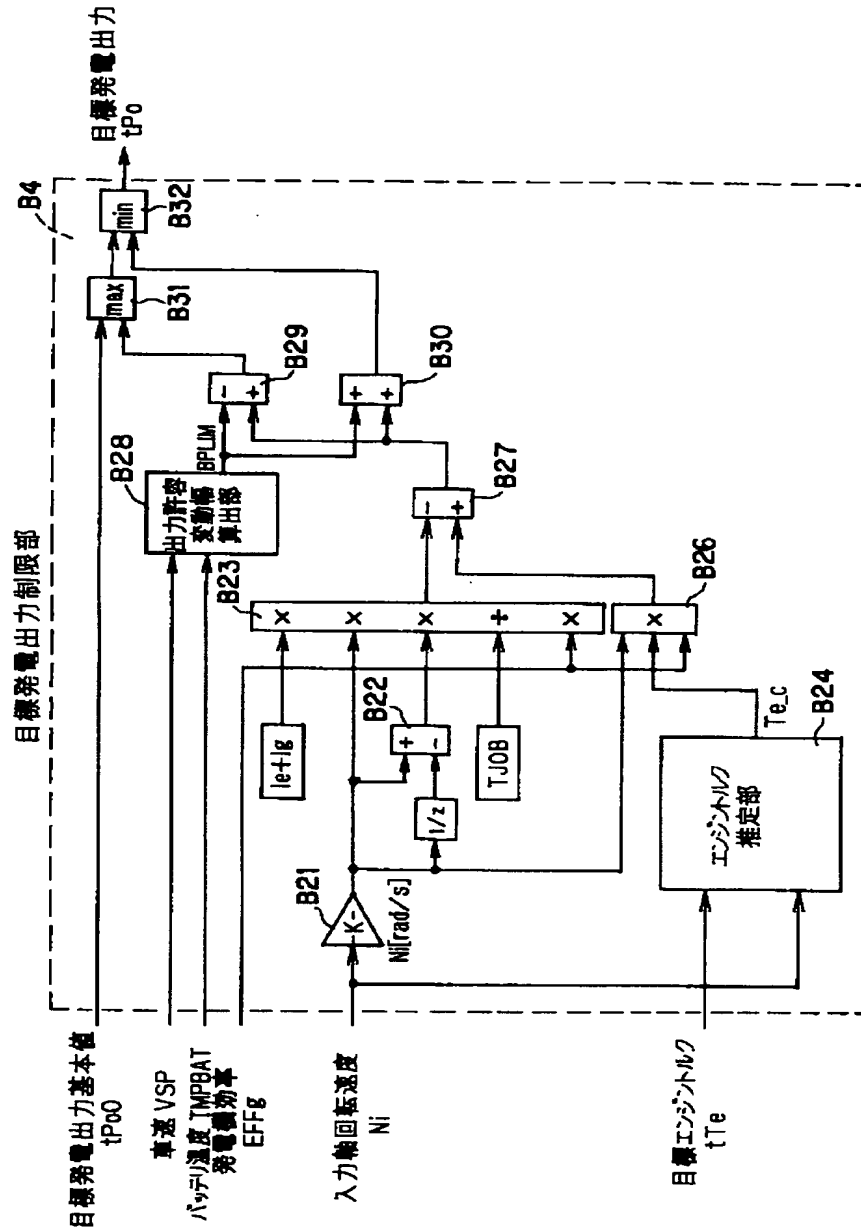 目標発電出力制限部
B4
目標発電出力基本値
tPo0
車速 VSP
バッテリ温度 TMPBAT
発電機効率
EFFg
入力軸回転速度
Ni
目標エンジントルク
tTe
B21
K-
Ni[rad/s]
1/z
Ie+Ig
B22
+
-
TJOB
B23
×
×
×
÷
×
エンジントルク
推定部
B24
Te_c
B26
×
B27
-
+
B28
出力許容
変動幅
算出部
BPLIM
B29
-
+
B30
+
+
max
B31
min
B32
目標発電出力
tPo